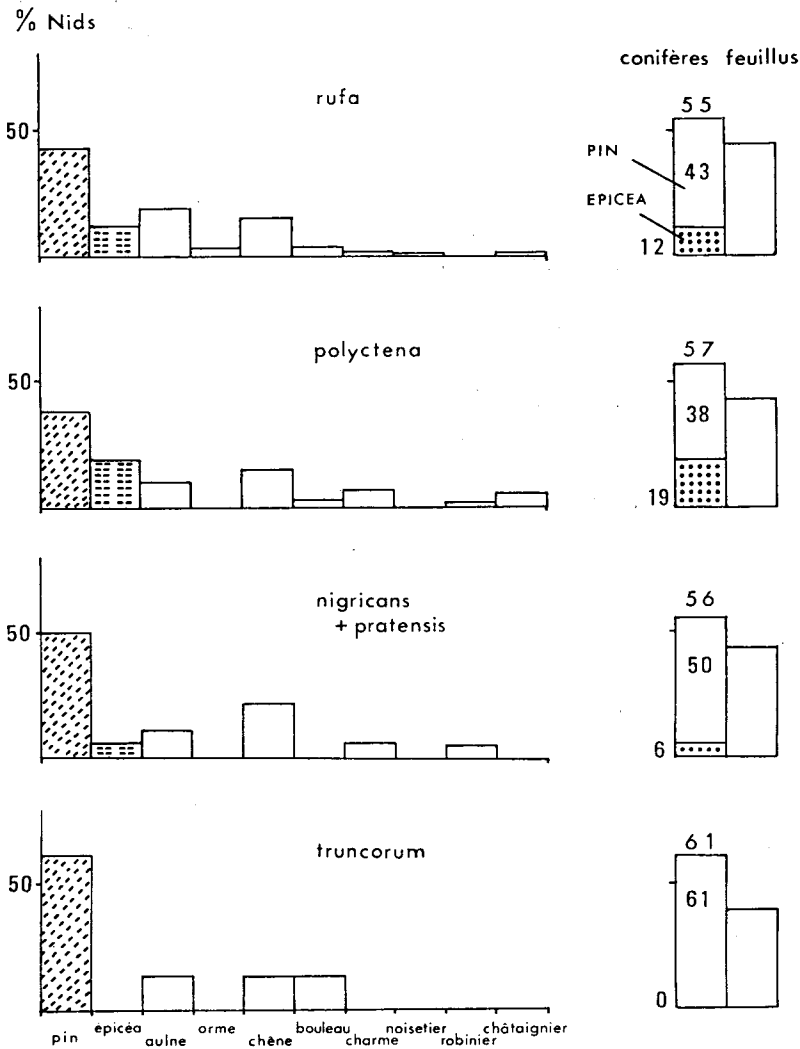 % Nids
conifères feuillus
rufa
55
50
PIN
43
EPICEA
12
polyctena
57
50
38
19
nigricans
+ pratensis
56
50
50
6
truncorum
61
50
61
0
pin épicéa aulne orme chêne bouleau charme noisetier robinier châtaignier